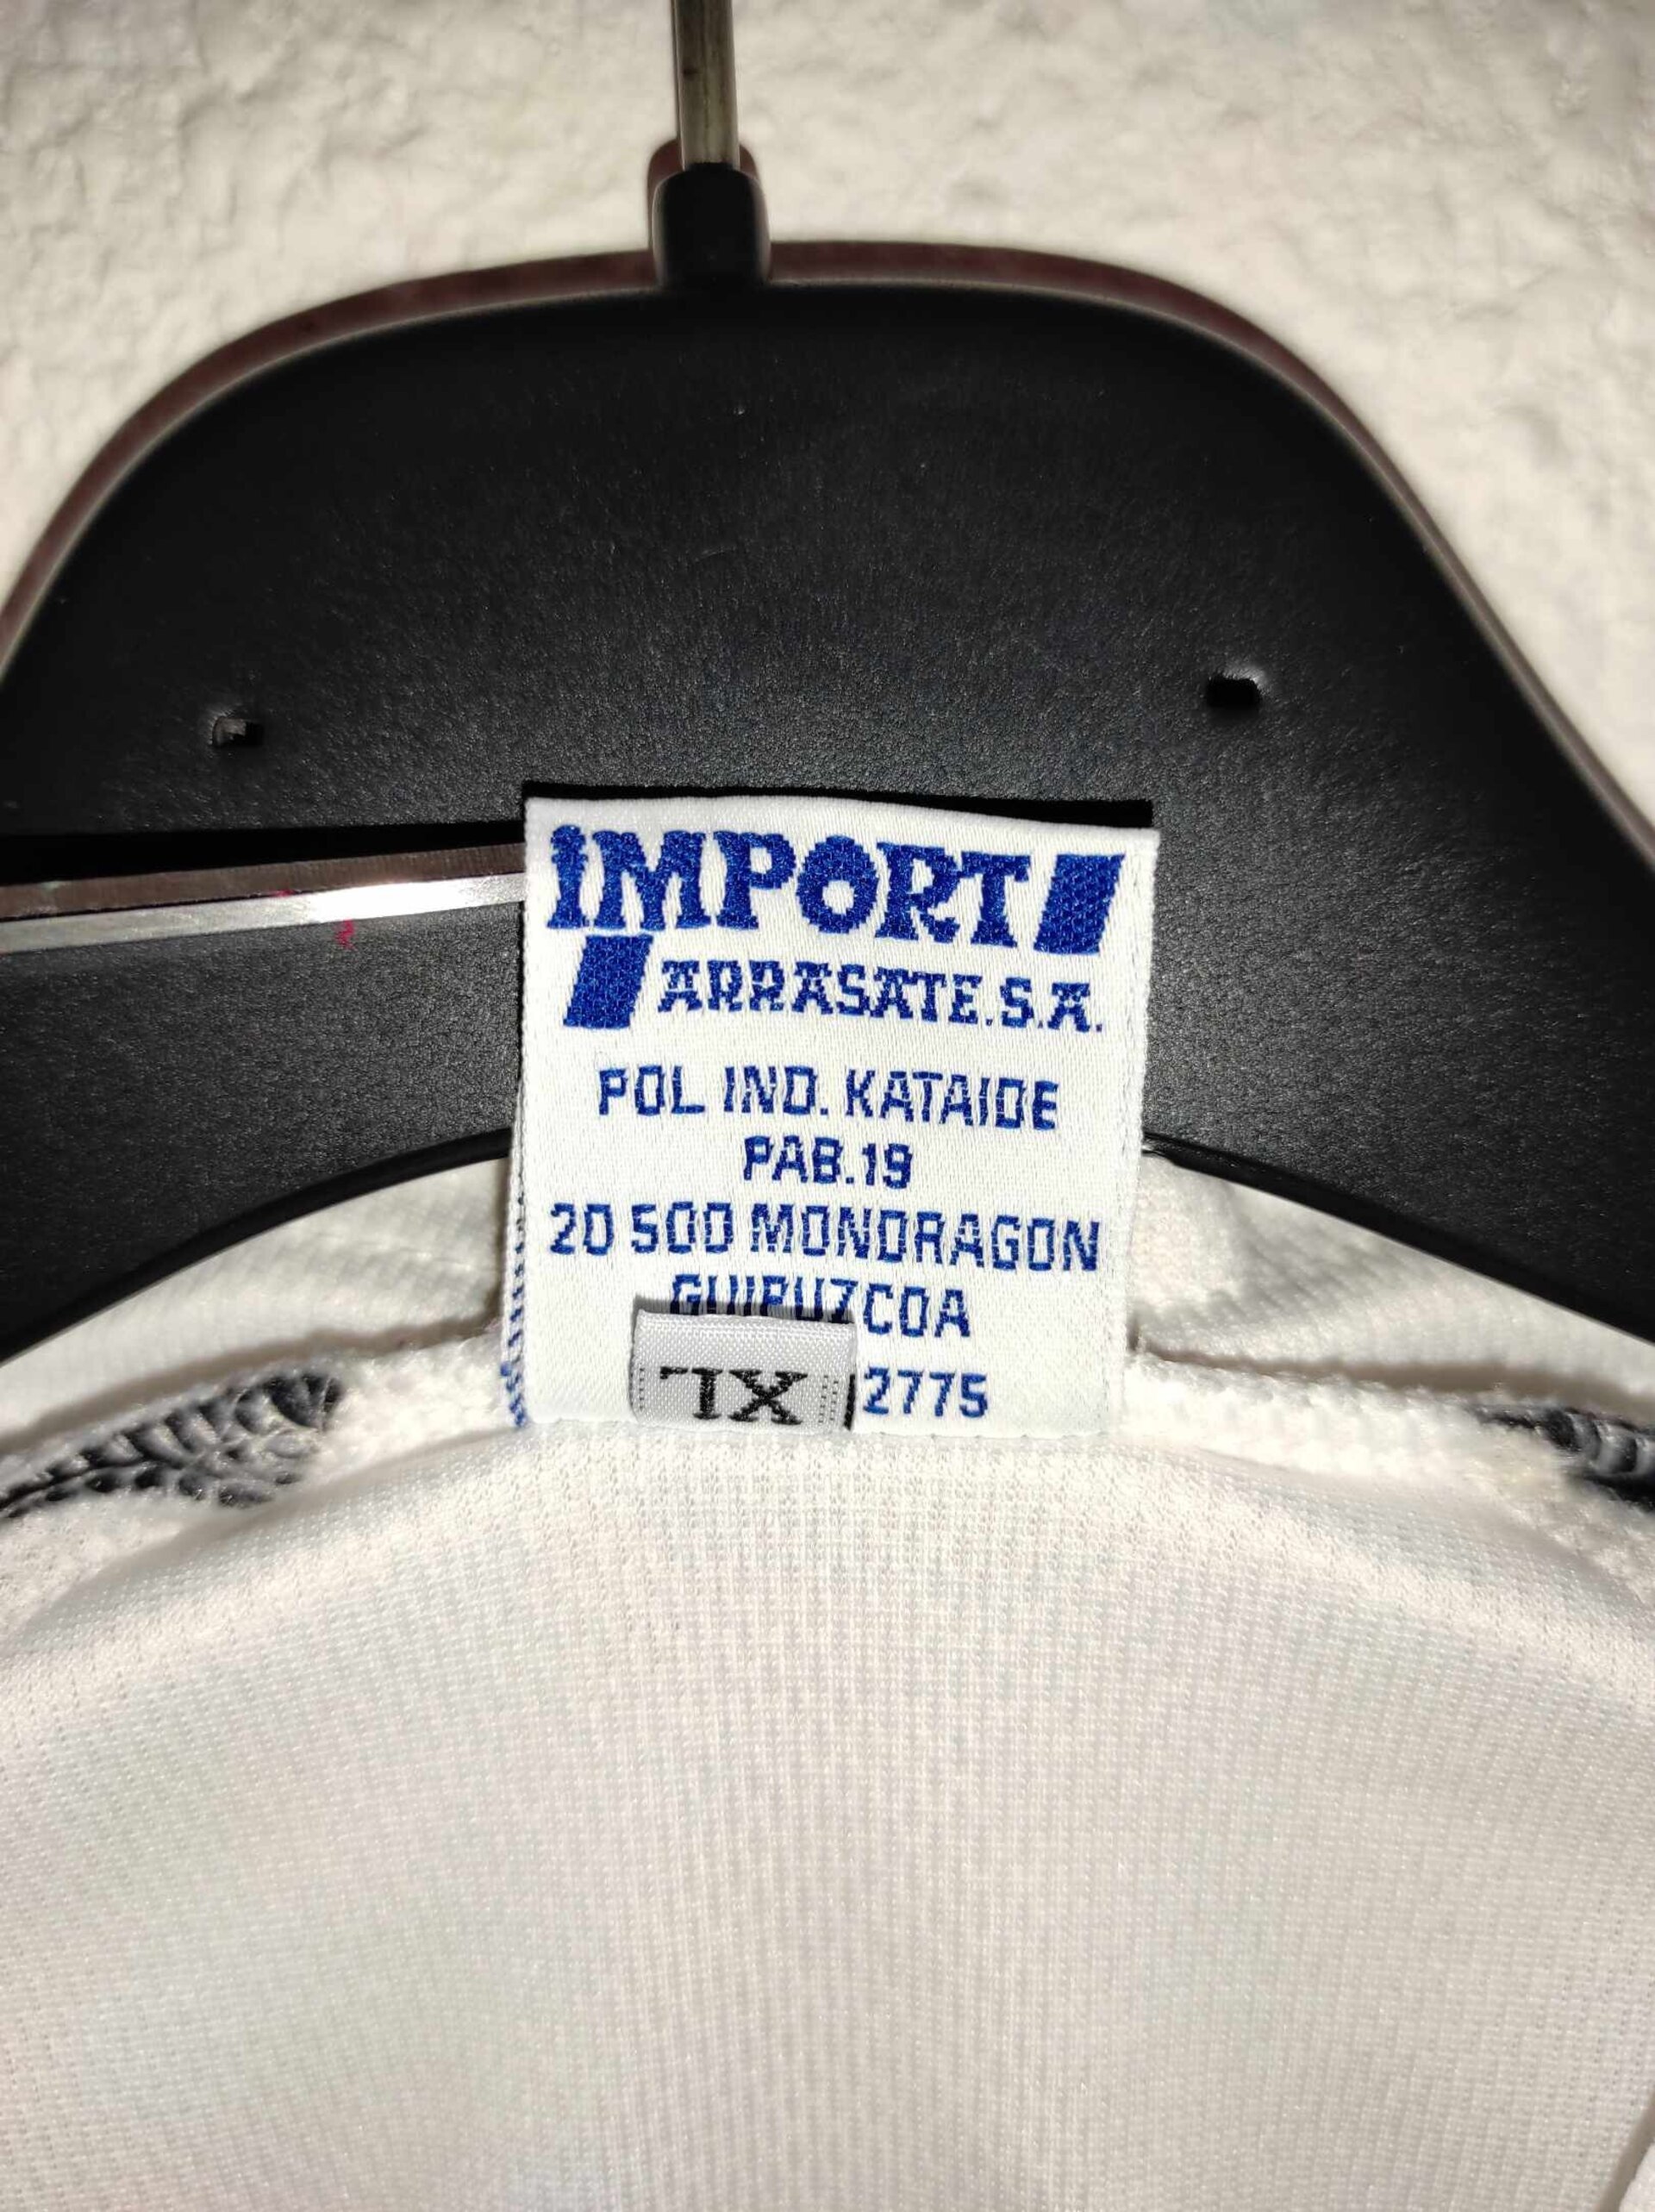 IMPORT
ARRASATE.S.A.
POL IND. KATAIDE
PAB.19
20 500 MONDRAGON
GUIPUZCOA
2775
XL